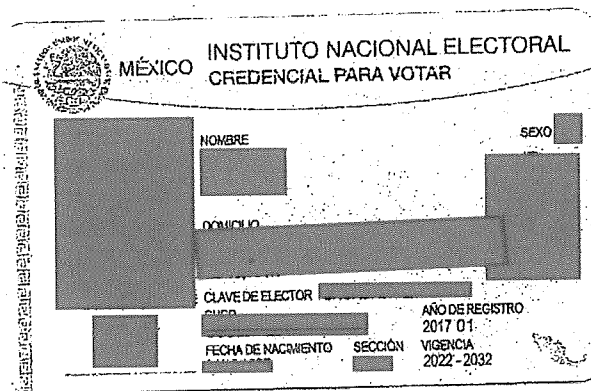 MÉXICO INSTITUTO NACIONAL ELECTORAL
CREDENCIAL PARA VOTAR
NOMBRE
SEXO
DOMICILIO
CLAVE DE ELECTOR
CURP
AÑO DE REGISTRO
2017 01
FECHA DE NACIMIENTO SECCIÓN VIGENCIA
2022-2032